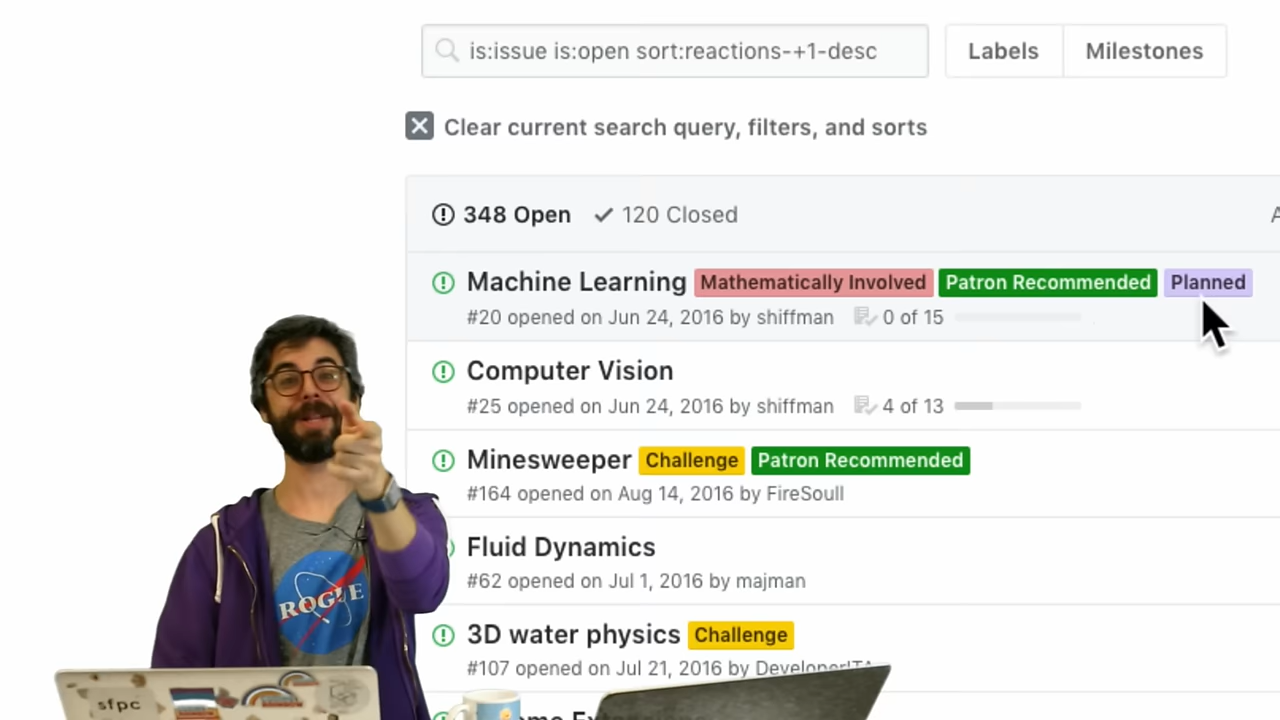 is:issue is:open sort:reactions-+1-desc
Labels
Milestones
Clear current search query, filters, and sorts
348 Open 120 Closed
Machine Learning Mathematically Involved Patron Recommended Planned
#20 opened on Jun 24, 2016 by shiffman 0 of 15
Computer Vision
#25 opened on Jun 24, 2016 by shiffman 4 of 13
Minesweeper Challenge Patron Recommended
#164 opened on Aug 14, 2016 by FireSoull
Fluid Dynamics
#62 opened on Jul 1, 2016 by majman
3D water physics Challenge
#107 opened on Jul 21, 2016 by DeveloperITA
ROGUE
sfpc